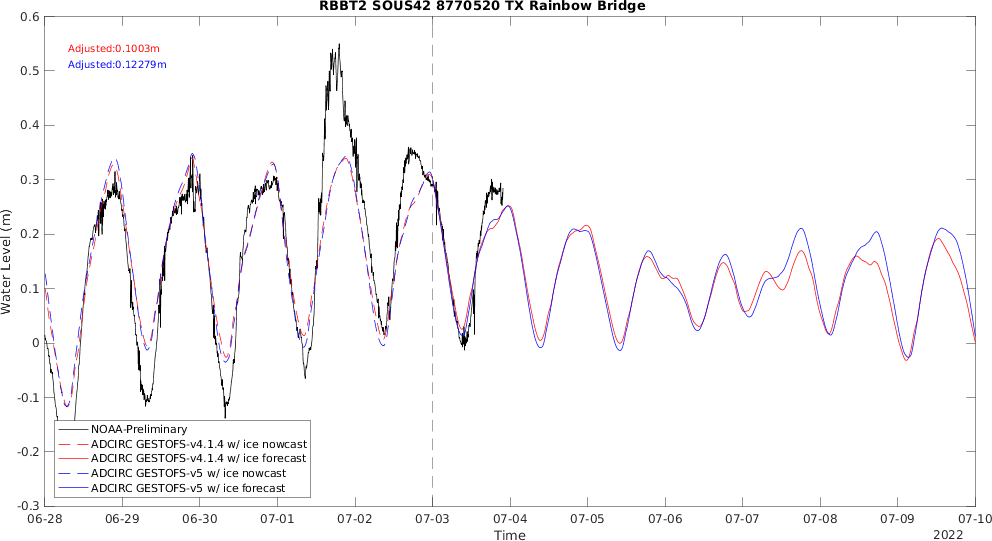 RBBT2 SOUS42 8770520 TX Rainbow Bridge
Adjusted:0.1003m
Adjusted:0.12279m
Water Level (m)
0.6
0.5
0.4
0.3
0.2
0.1
0
-0.1
-0.2
-0.3
NOAA-Preliminary
ADCIRC GESTOFS-v4.1.4 w/ ice nowcast
ADCIRC GESTOFS-v4.1.4 w/ ice forecast
ADCIRC GESTOFS-v5 w/ ice nowcast
ADCIRC GESTOFS-v5 w/ ice forecast
06-28 06-29 06-30 07-01 07-02 07-03 07-04 07-05 07-06 07-07 07-08 07-09 07-10
Time
2022